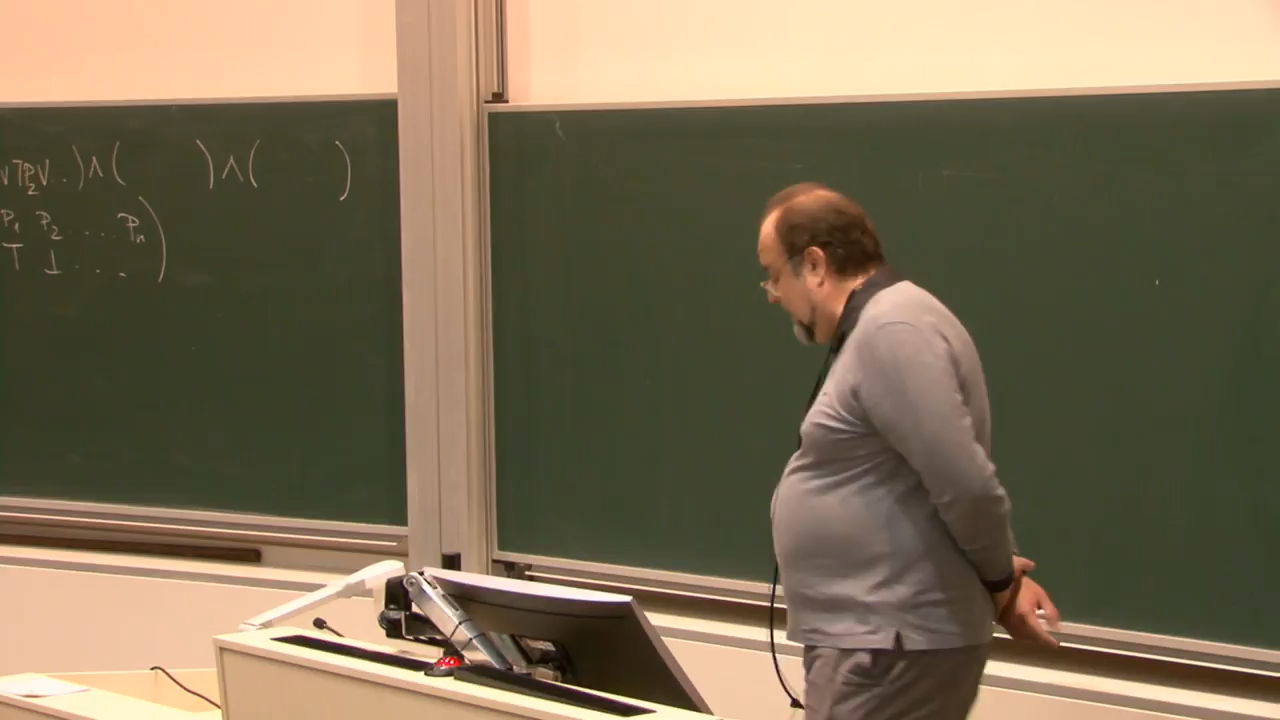 ∨¬P₂∨..)∧(    )∧(    )
P₁ P₂ ... Pₙ)
⊤ ⊥ ....